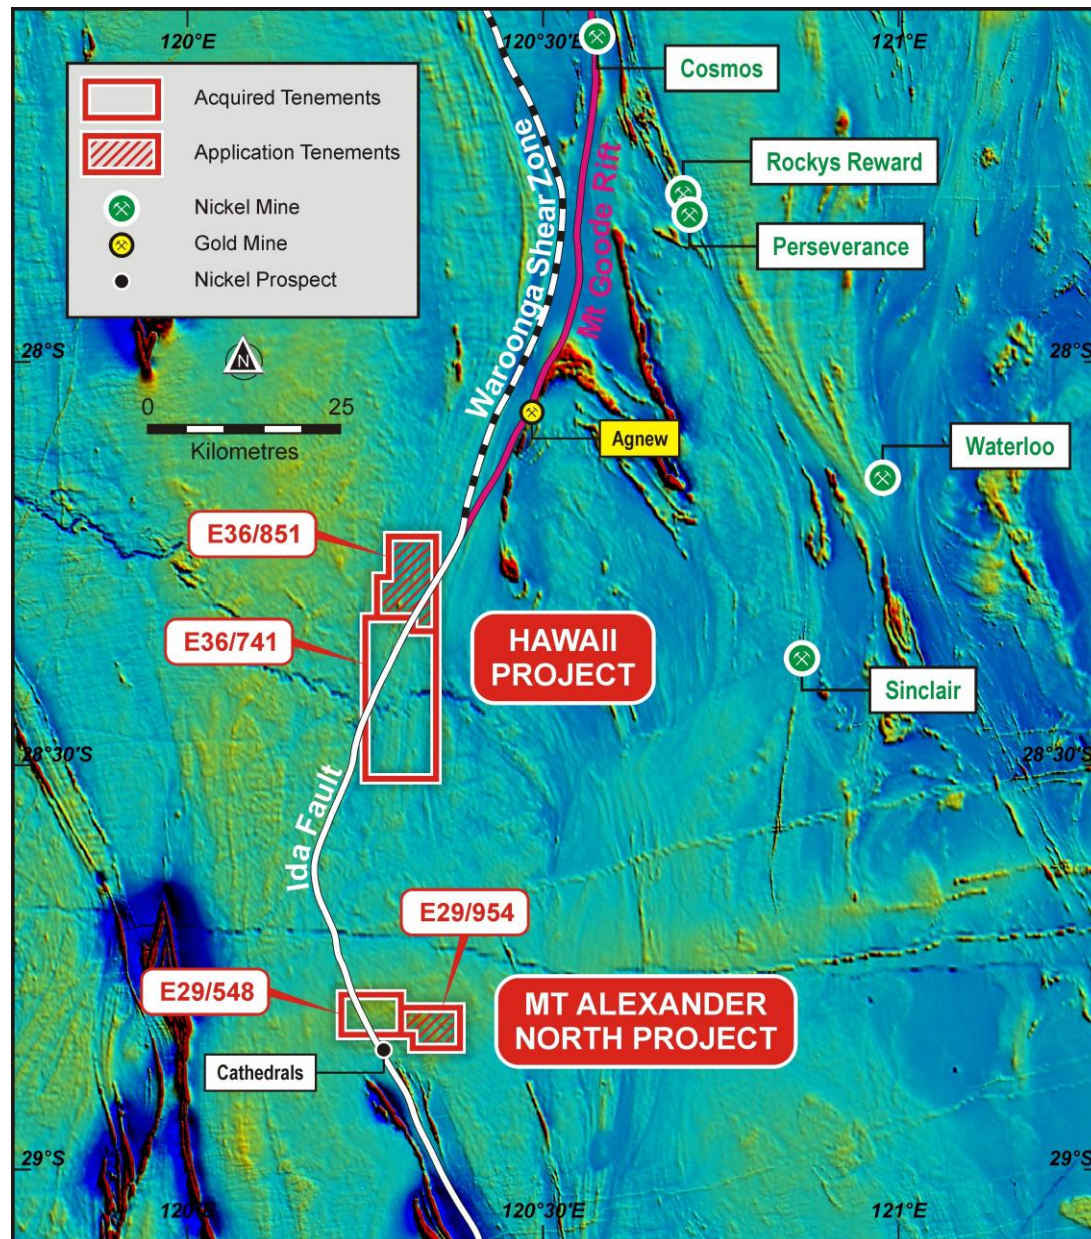 120°E
120°30'E
121°E
Cosmos
Acquired Tenements
Application Tenements
Nickel Mine
Gold Mine
Nickel Prospect
Waroonga Shear Zone
Mt Goode Rift
Rockys Reward
Perseverance
28°S
28°S
N
0
25
Kilometres
Agnew
Waterloo
E36/851
E36/741
HAWAII
PROJECT
Sinclair
28°30'S
28°30'S
Ida Fault
E29/954
E29/548
MT ALEXANDER
NORTH PROJECT
Cathedrals
29°S
29°S
120°E
120°30'E
121°E